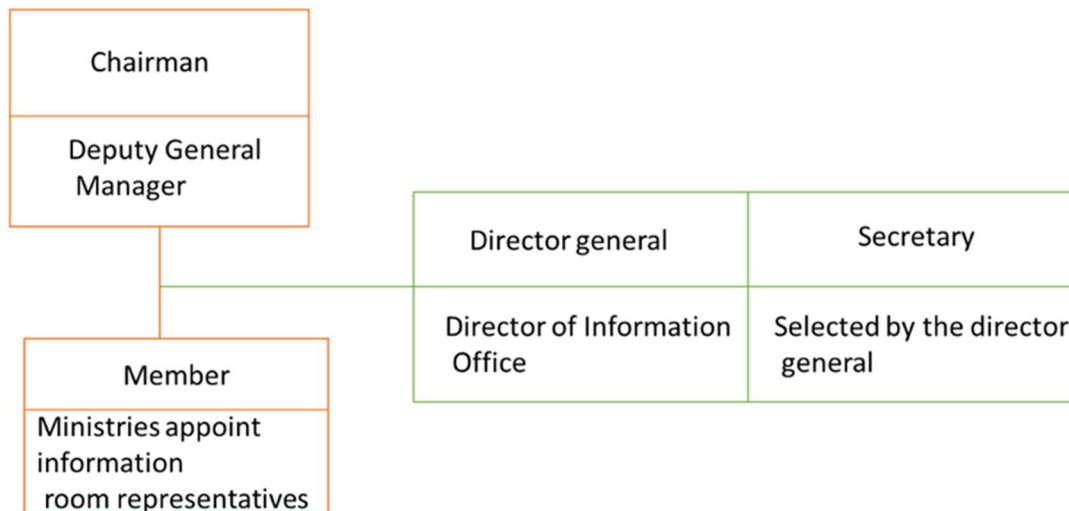 Chairman
Deputy General
Manager
Director general
Secretary
Director of Information
Office
Selected by the director
general
Member
Ministries appoint
information
room representatives